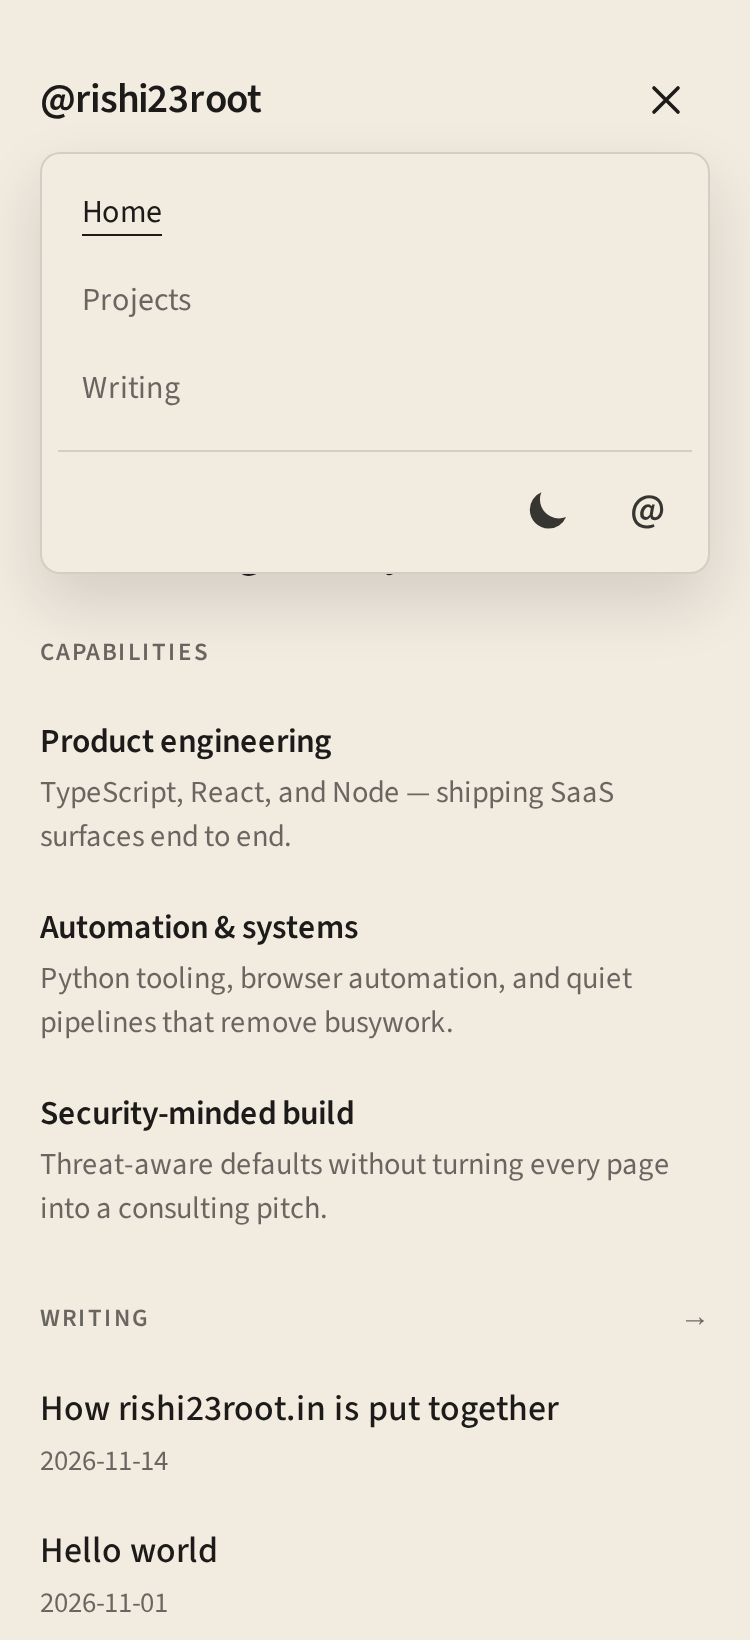 @rishi23root
Home
Projects
Writing
@
CAPABILITIES
Product engineering
TypeScript, React, and Node — shipping SaaS
surfaces end to end.
Automation & systems
Python tooling, browser automation, and quiet
pipelines that remove busywork.
Security-minded build
Threat-aware defaults without turning every page
into a consulting pitch.
WRITING →
How rishi23root.in is put together
2026-11-14
Hello world
2026-11-01